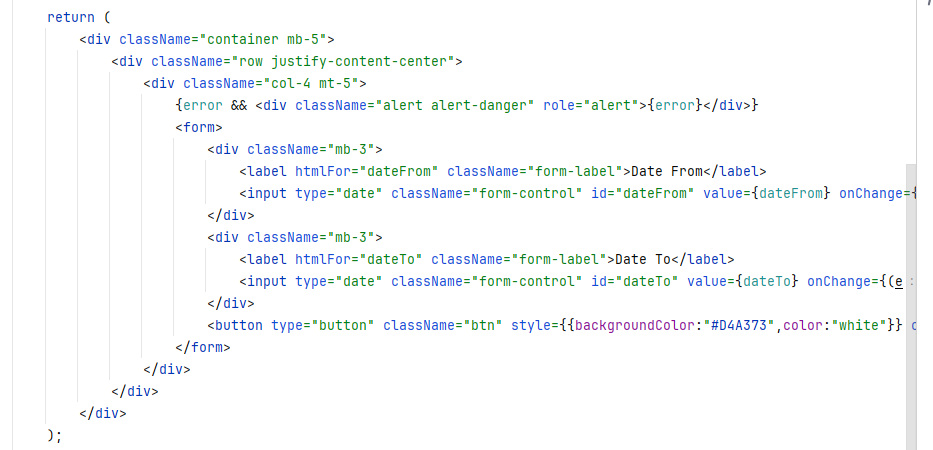 return (
<div className="container mb-5">
<div className="row justify-content-center">
<div className="col-4 mt-5">
{error && <div className="alert alert-danger" role="alert">{error}</div>}
<form>
<div className="mb-3">
<label htmlFor="dateFrom" className="form-label">Date From</label>
<input type="date" className="form-control" id="dateFrom" value={dateFrom} onChange={
</div>
<div className="mb-3">
<label htmlFor="dateTo" className="form-label">Date To</label>
<input type="date" className="form-control" id="dateTo" value={dateTo} onChange={(e :
</div>
<button type="button" className="btn" style={{backgroundColor:"#D4A373",color:"white"}}
</form>
</div>
</div>
</div>
);